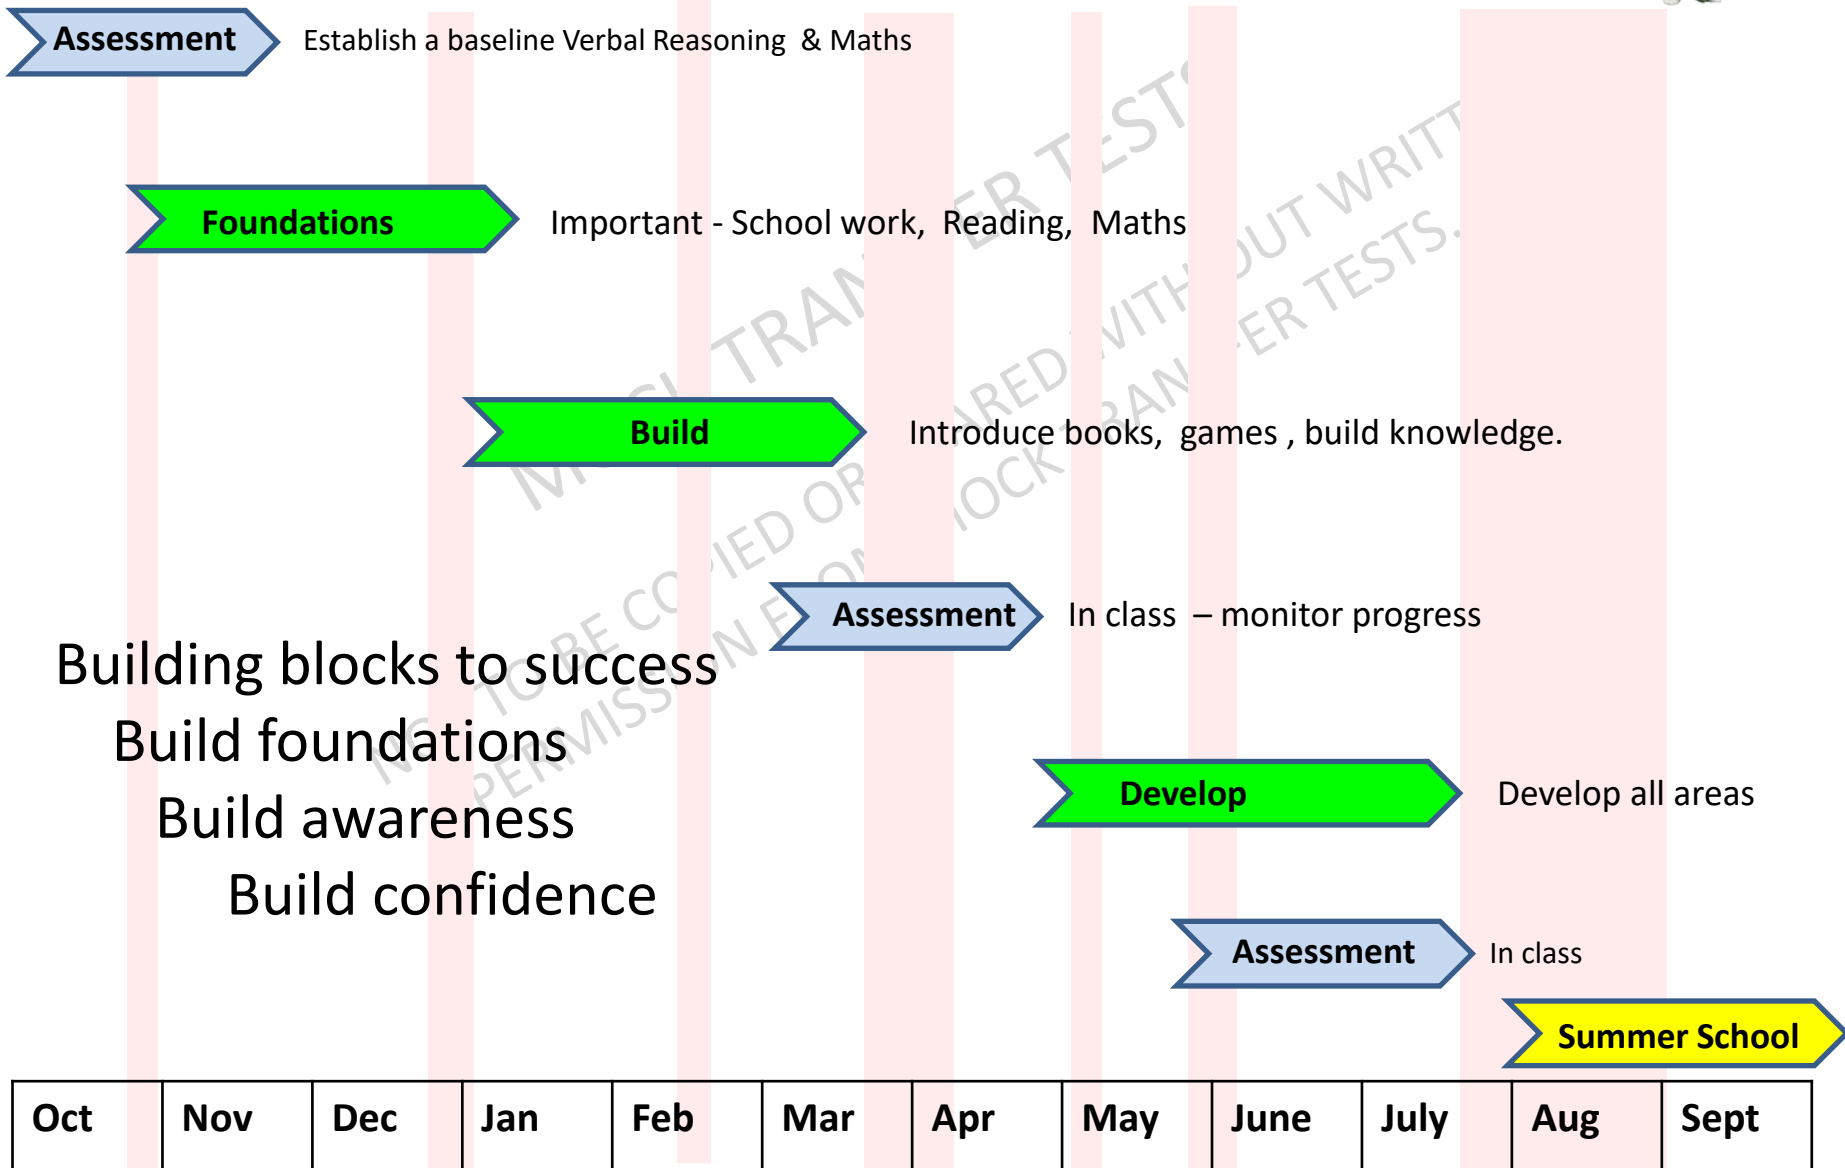 Assessment Establish a baseline Verbal Reasoning & Maths
Foundations Important - School work, Reading, Maths
Build Introduce books, games , build knowledge.
Assessment In class – monitor progress
Building blocks to success
Build foundations
Develop Develop all areas
Build awareness
Build confidence
Assessment In class
Summer School
Oct Nov Dec Jan Feb Mar Apr May June July Aug Sept